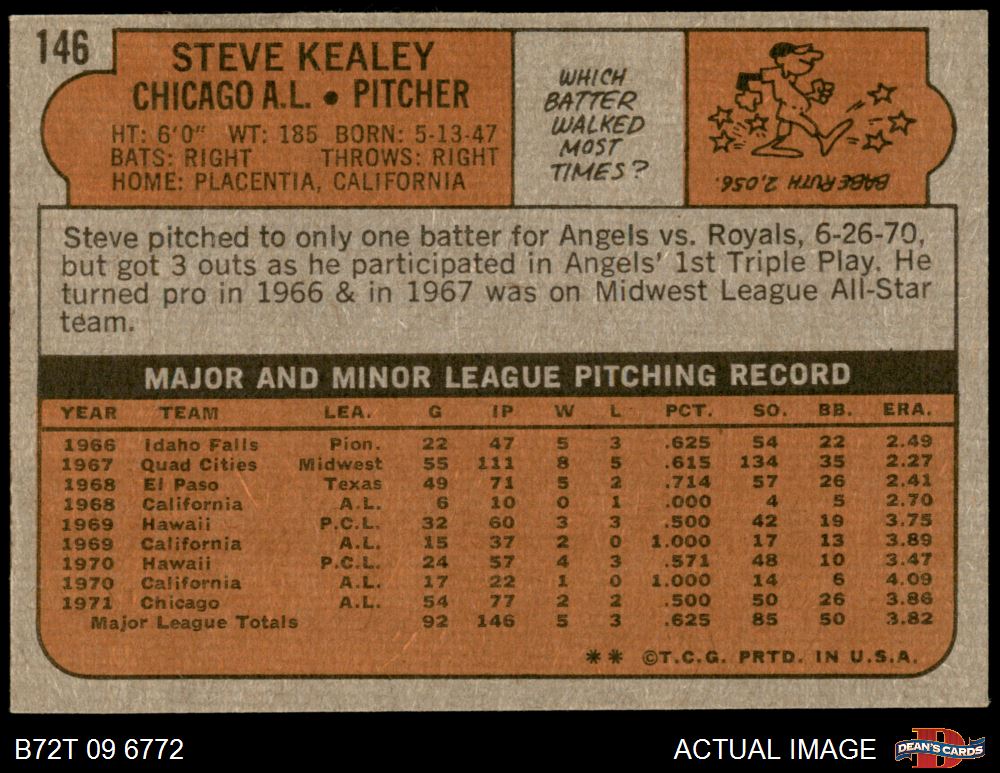 146
STEVE KEALEY
CHICAGO A.L. • PITCHER
HT: 6'0" WT: 185 BORN: 5-13-47
BATS: RIGHT THROWS: RIGHT
HOME: PLACENTIA, CALIFORNIA
WHICH
BATTER
WALKED
MOST
TIMES?
BABE RUTH 2,056.
Steve pitched to only one batter for Angels vs. Royals, 6-26-70,
but got 3 outs as he participated in Angels' 1st Triple Play. He
turned pro in 1966 & in 1967 was on Midwest League All-Star
team.
MAJOR AND MINOR LEAGUE PITCHING RECORD
YEAR TEAM LEA. G IP W L PCT. SO. BB. ERA.
1966 Idaho Falls Pion. 22 47 5 3 .625 54 22 2.49
1967 Quad Cities Midwest 55 111 8 5 .615 134 35 2.27
1968 El Paso Texas 49 71 5 2 .714 57 26 2.41
1968 California A.L. 6 10 0 1 .000 4 5 2.70
1969 Hawaii P.C.L. 32 60 3 3 .500 42 19 3.75
1969 California A.L. 15 37 2 0 1.000 17 13 3.89
1970 Hawaii P.C.L. 24 57 4 3 .571 48 10 3.47
1970 California A.L. 17 22 1 0 1.000 14 6 4.09
1971 Chicago A.L. 54 77 2 2 .500 50 26 3.86
Major League Totals 92 146 5 3 .625 85 50 3.82
** ©T.C.G. PRTD. IN U.S.A.
B72T 09 6772
ACTUAL IMAGE
D
DEAN'S CARDS